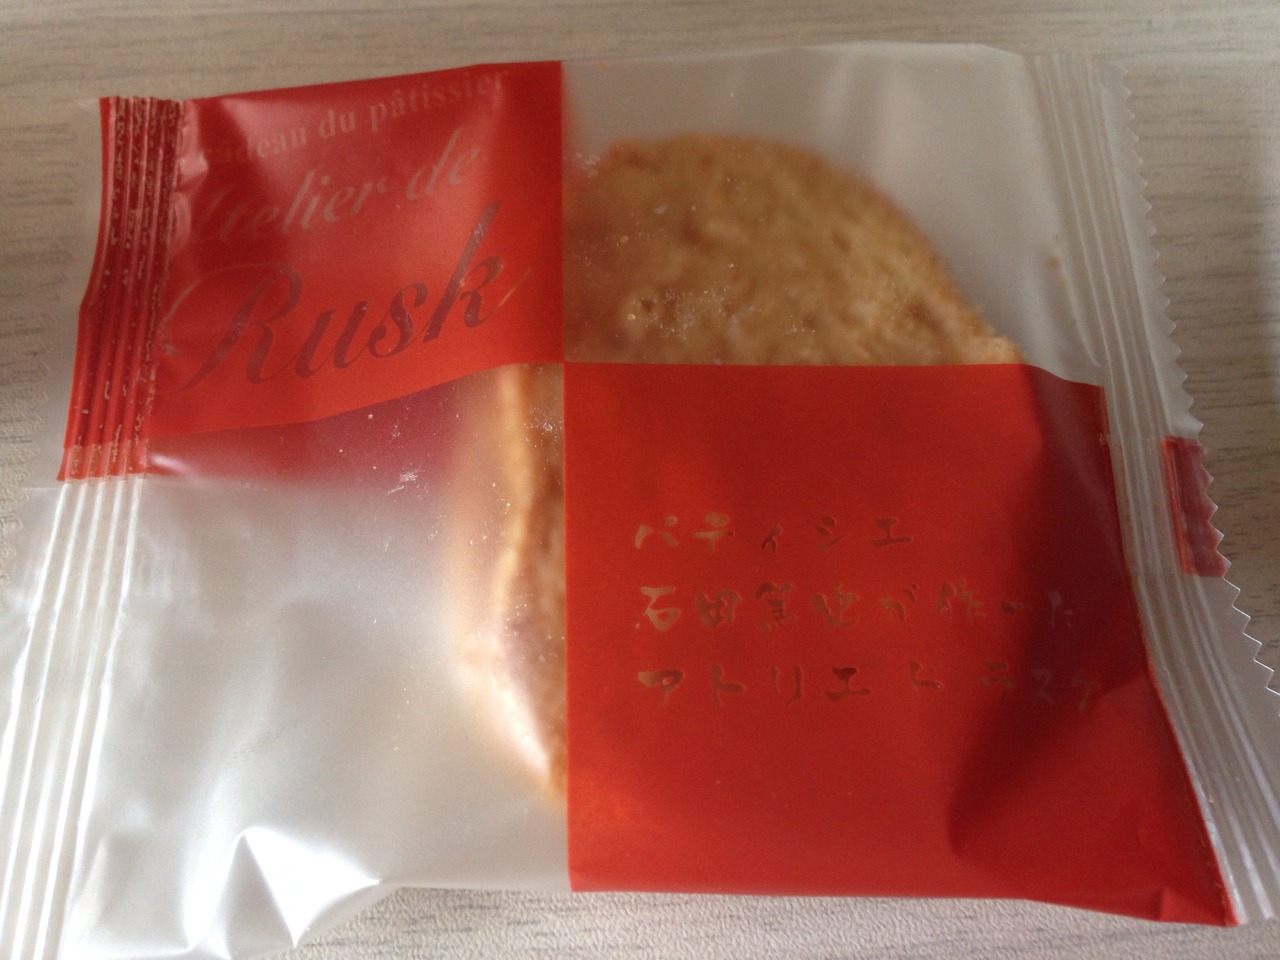 cadeau du pâtissier
Atelier de
Rusk
パティシエ
石田篤史が作った
アトリエ ド ラスク